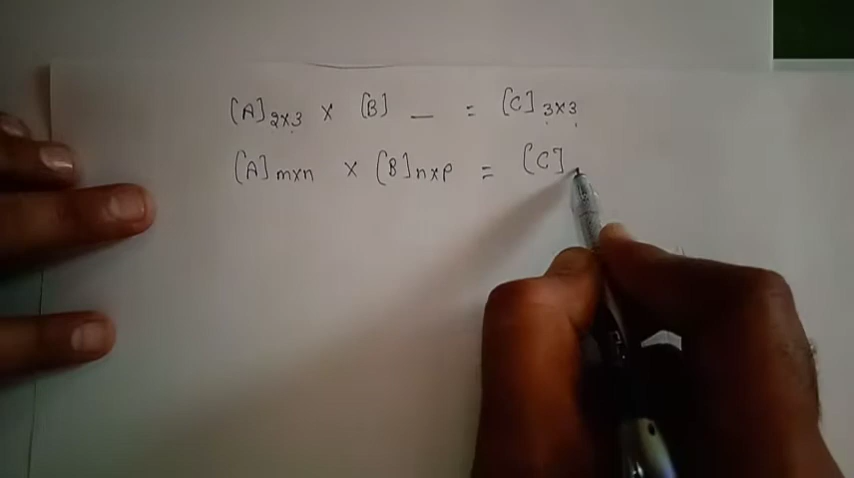 [A] 2x3 x [B] _ = [C] 3x3
[A] mxn x [B] nxp = [C]